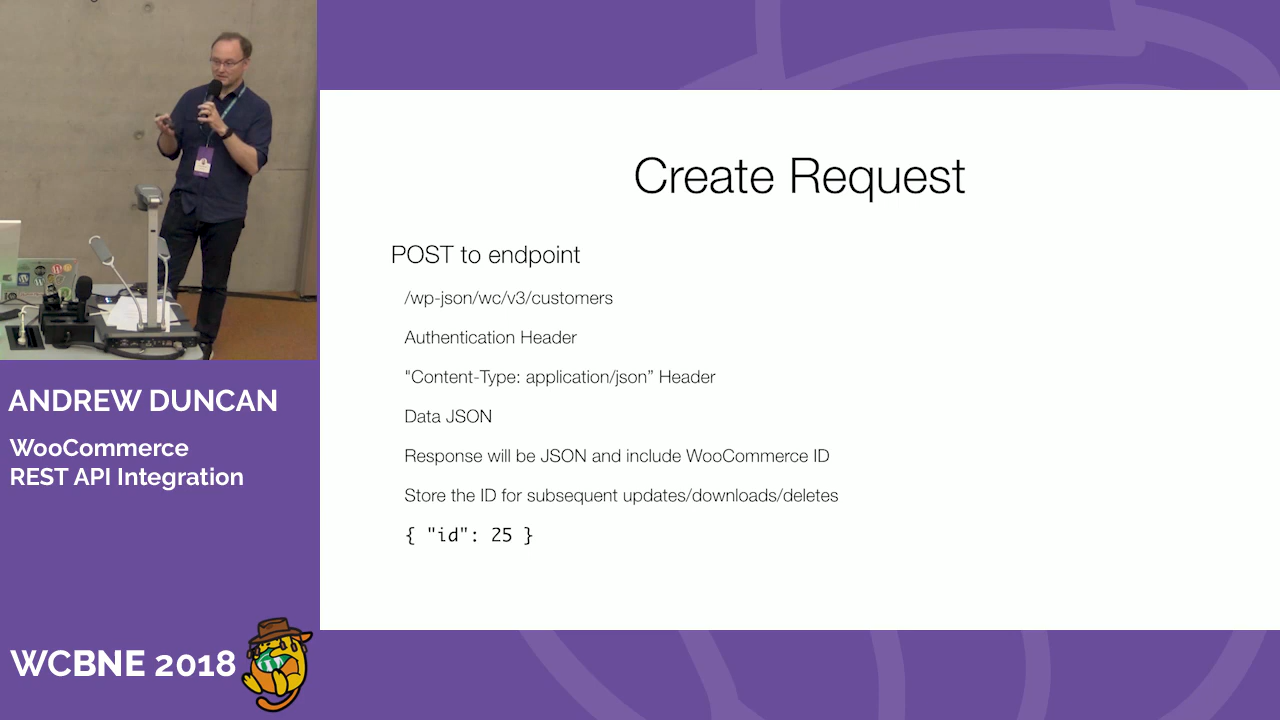 Create Request
POST to endpoint
/wp-json/wc/v3/customers
Authentication Header
"Content-Type: application/json” Header
Data JSON
Response will be JSON and include WooCommerce ID
Store the ID for subsequent updates/downloads/deletes
{ "id": 25 }
ANDREW DUNCAN
WooCommerce
REST API Integration
WCBNE 2018